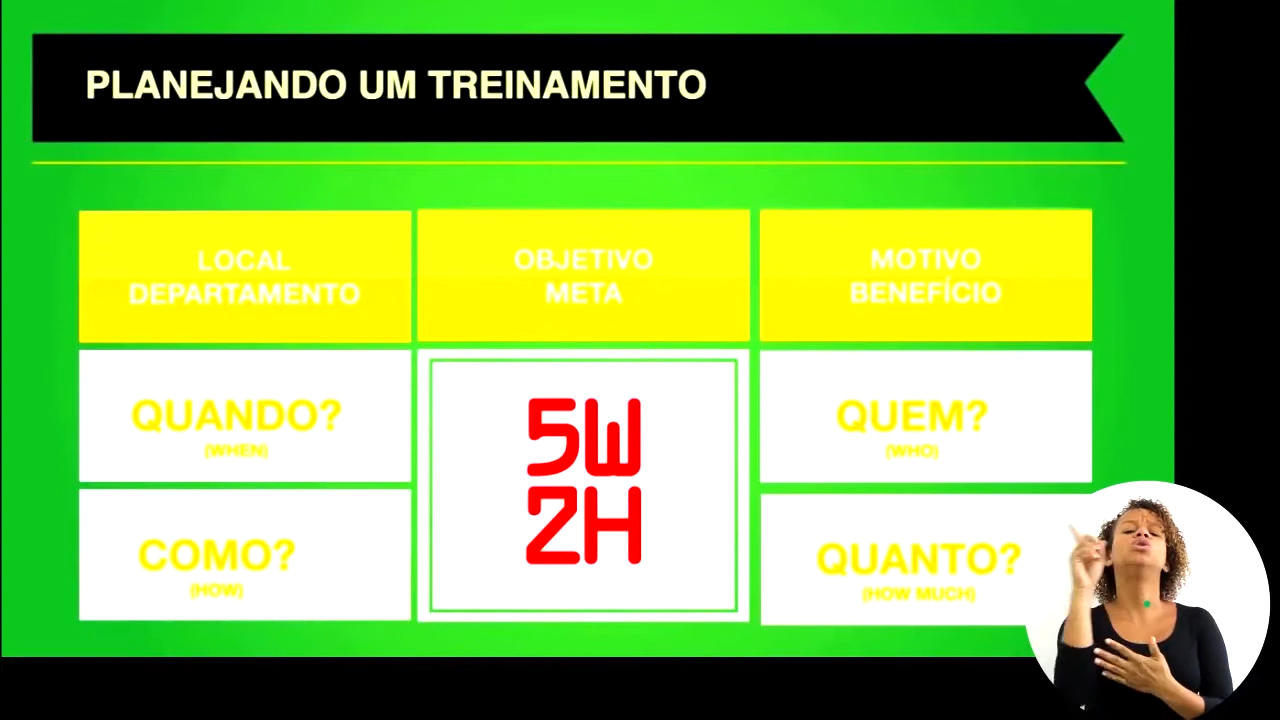 PLANEJANDO UM TREINAMENTO
LOCAL
DEPARTAMENTO
OBJETIVO
META
MOTIVO
BENEFÍCIO
QUANDO?
(WHEN)
5W
2H
QUEM?
(WHO)
COMO?
(HOW)
QUANTO?
(HOW MUCH)